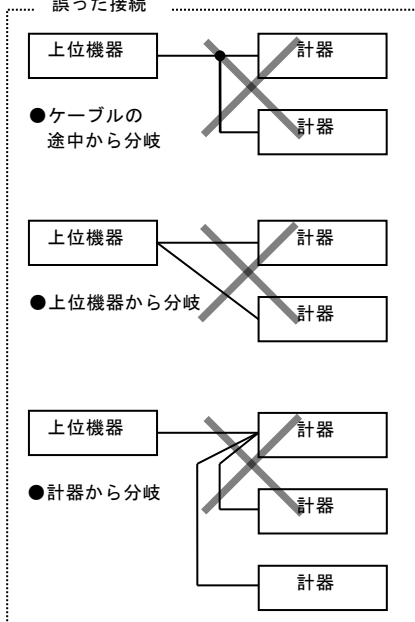 誤った接続
上位機器
計器
●ケーブルの
途中から分岐
計器
上位機器
計器
●上位機器から分岐
計器
上位機器
計器
●計器から分岐
計器
計器